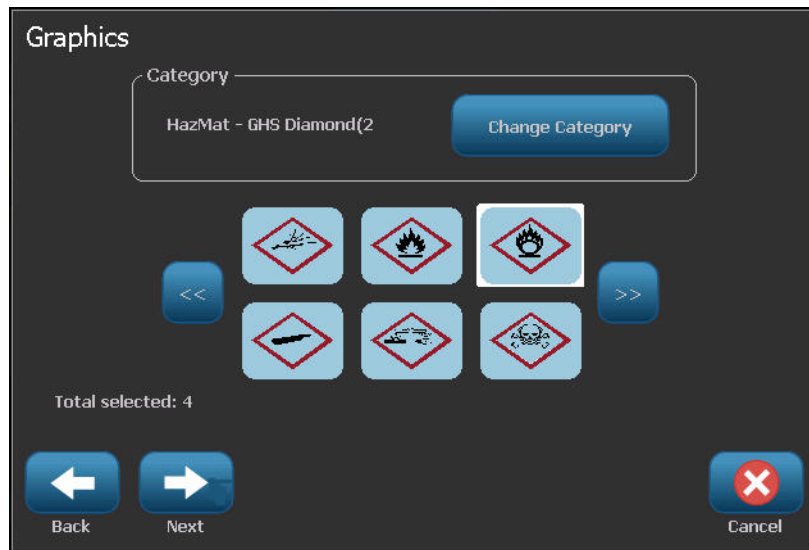 Graphics
Category
HazMat - GHS Diamond(2
Change Category
<<
>>
Total selected: 4
Back
Next
Cancel